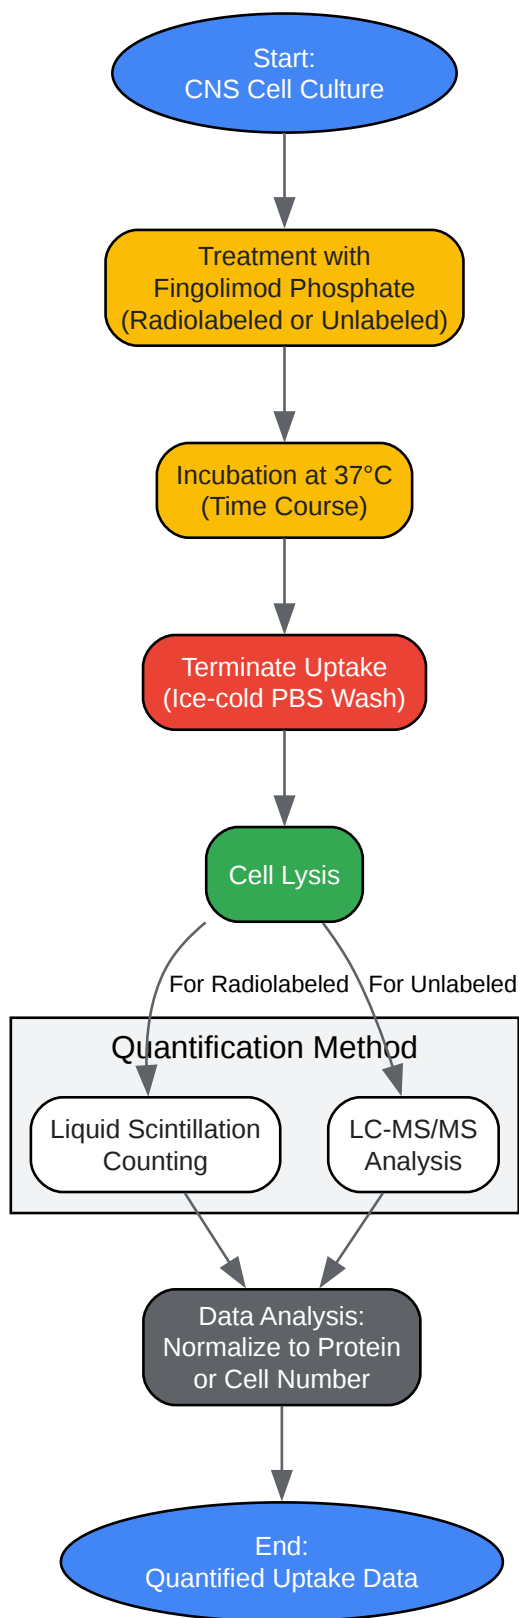 Start:
CNS Cell Culture
Treatment with
Fingolimod Phosphate
(Radiolabeled or Unlabeled)
Incubation at 37°C
(Time Course)
Terminate Uptake
(Ice-cold PBS Wash)
Cell Lysis
For Radiolabeled
For Unlabeled
Quantification Method
Liquid Scintillation
Counting
LC-MS/MS
Analysis
Data Analysis:
Normalize to Protein
or Cell Number
End:
Quantified Uptake Data